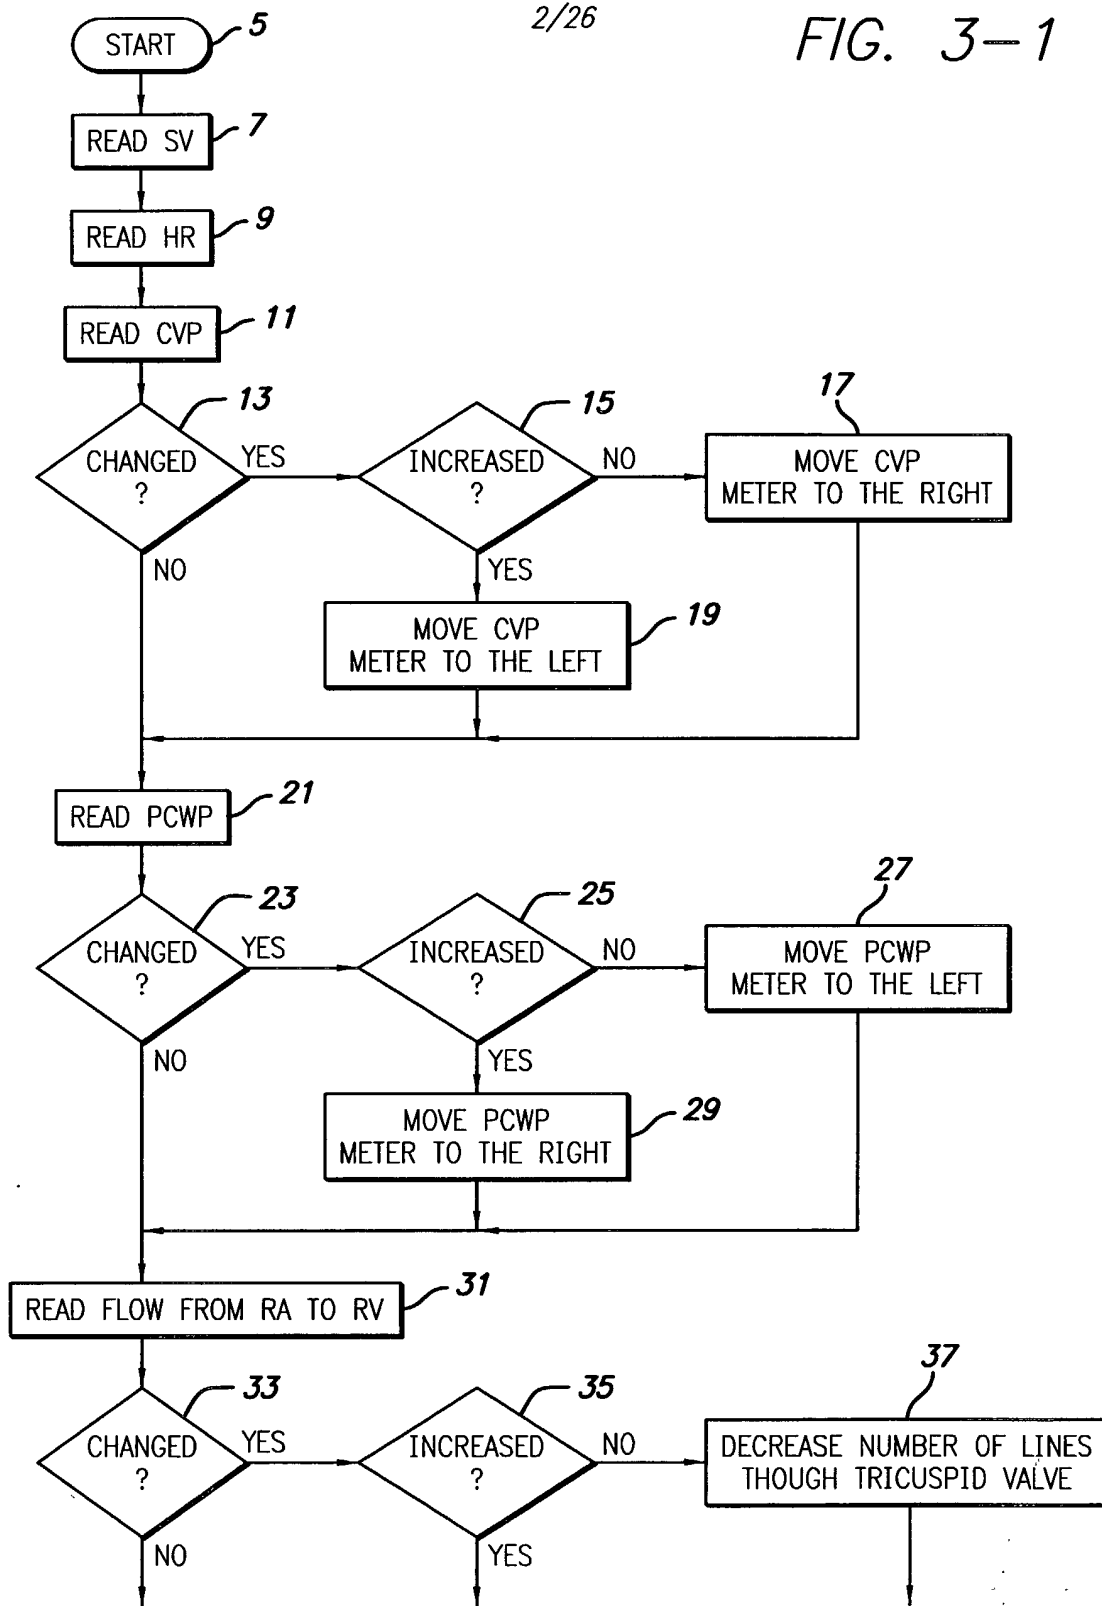 2/26
FIG. 3-1
START
5
READ SV
7
READ HR
9
READ CVP
11
CHANGED
?
13
YES
NO
INCREASED
?
15
NO
YES
MOVE CVP
METER TO THE RIGHT
17
MOVE CVP
METER TO THE LEFT
19
READ PCWP
21
CHANGED
?
23
YES
NO
INCREASED
?
25
NO
YES
MOVE PCWP
METER TO THE LEFT
27
MOVE PCWP
METER TO THE RIGHT
29
READ FLOW FROM RA TO RV
31
CHANGED
?
33
YES
NO
INCREASED
?
35
NO
YES
DECREASE NUMBER OF LINES
THOUGH TRICUSPID VALVE
37